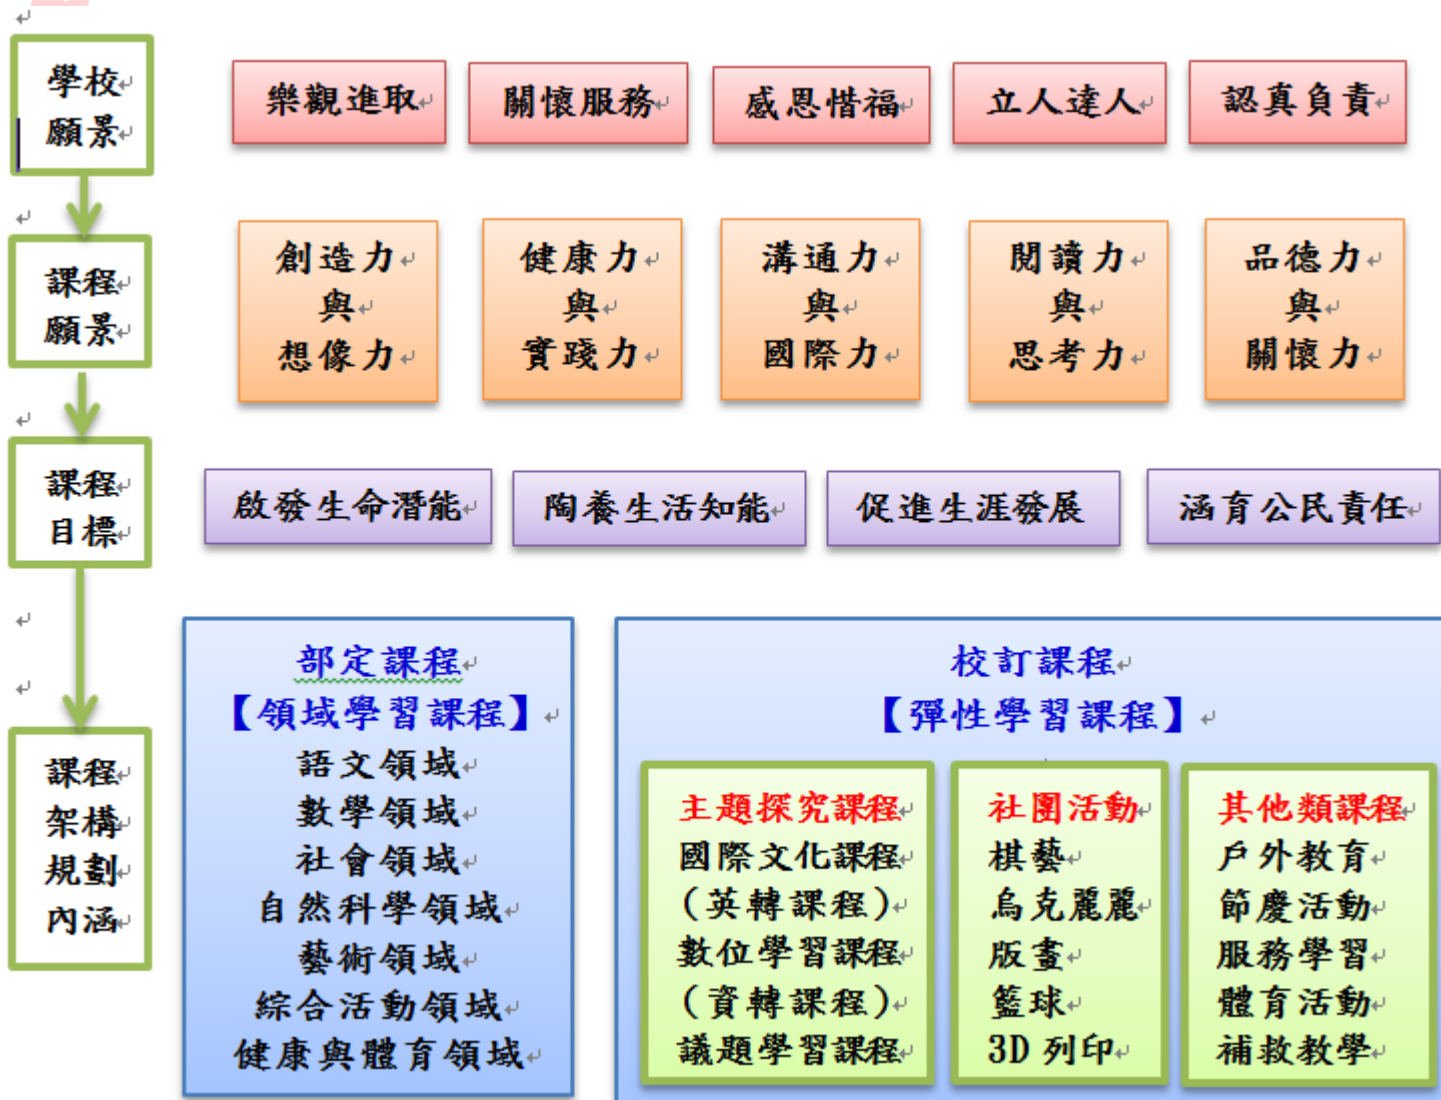 學校
願景
樂觀進取
關懷服務
感恩惜福
立人達人
認真負責
課程
願景
創造力
與
想像力
健康力
與
實踐力
溝通力
與
國際力
閱讀力
與
思考力
品德力
與
關懷力
課程
目標
啟發生命潛能
陶養生活知能
促進生涯發展
涵育公民責任
課程
架構
規劃
內涵
部定課程
【領域學習課程】
語文領域
數學領域
社會領域
自然科學領域
藝術領域
綜合活動領域
健康與體育領域
校訂課程
【彈性學習課程】
主題探究課程
國際文化課程
(英轉課程)
數位學習課程
(資轉課程)
議題學習課程
社團活動
棋藝
烏克麗麗
版畫
籃球
3D 列印
其他類課程
戶外教育
節慶活動
服務學習
體育活動
補救教學